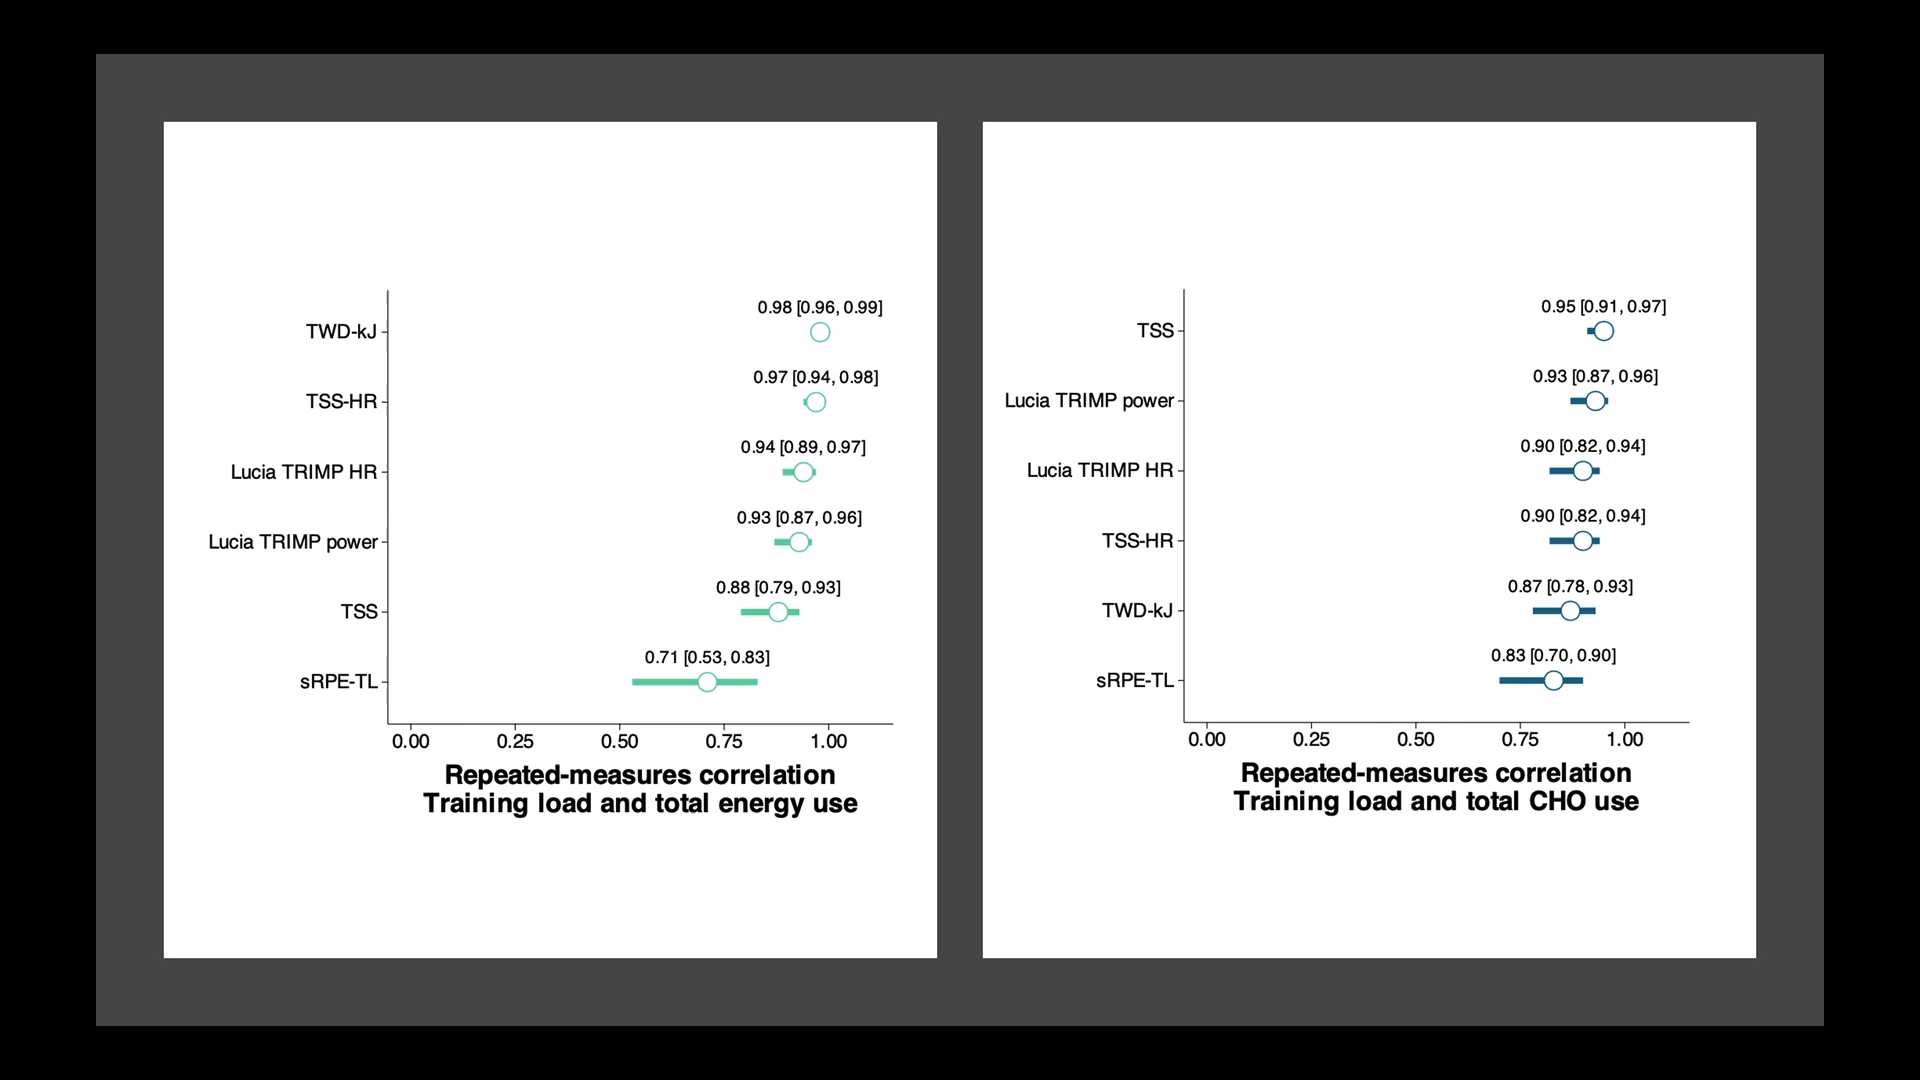 0.98 [0.96, 0.99]
TWD-kJ
0.97 [0.94, 0.98]
TSS-HR
0.94 [0.89, 0.97]
Lucia TRIMP HR
0.93 [0.87, 0.96]
Lucia TRIMP power
0.88 [0.79, 0.93]
TSS
0.71 [0.53, 0.83]
sRPE-TL
0.00 0.25 0.50 0.75 1.00
Repeated-measures correlation
Training load and total energy use
0.95 [0.91, 0.97]
TSS
0.93 [0.87, 0.96]
Lucia TRIMP power
0.90 [0.82, 0.94]
Lucia TRIMP HR
0.90 [0.82, 0.94]
TSS-HR
0.87 [0.78, 0.93]
TWD-kJ
0.83 [0.70, 0.90]
sRPE-TL
0.00 0.25 0.50 0.75 1.00
Repeated-measures correlation
Training load and total CHO use